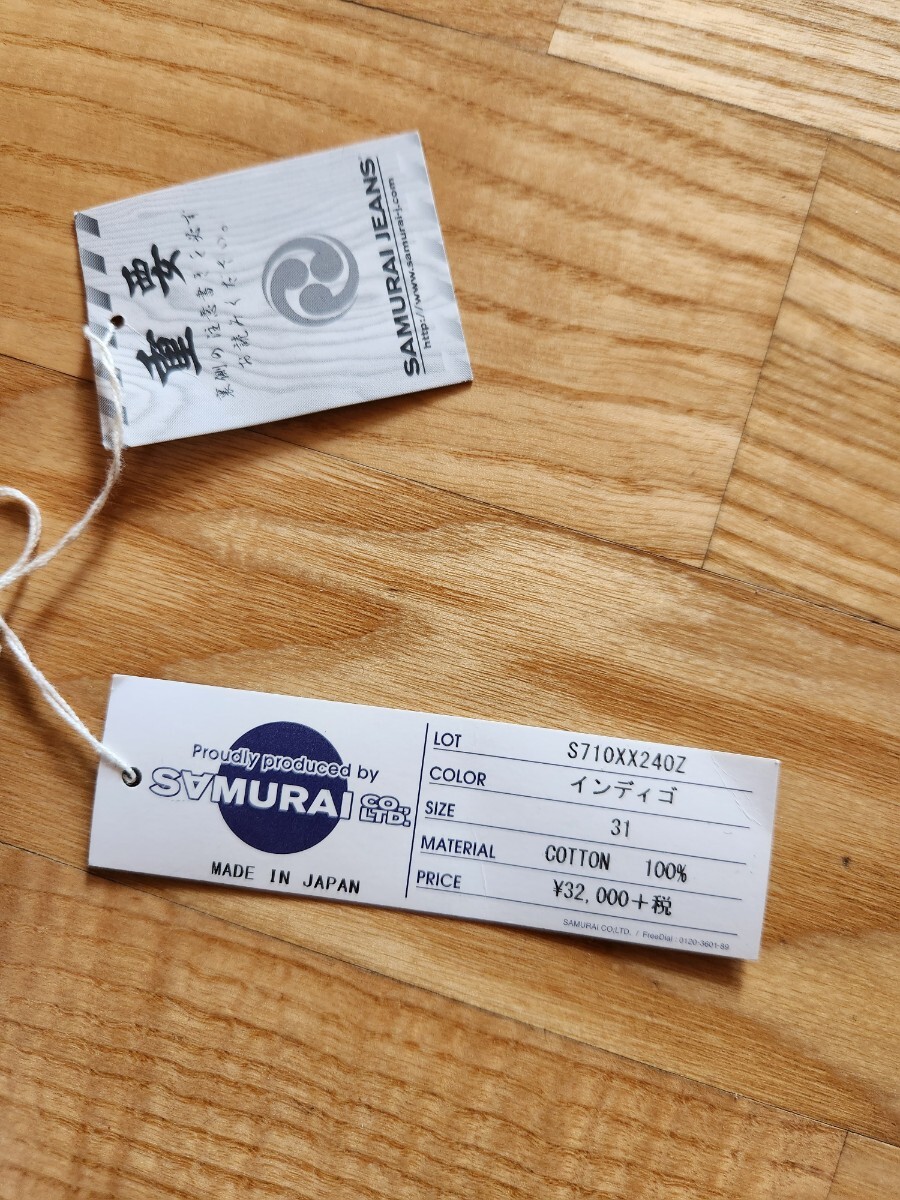 重要
裏側の注意書きを必ず
お読みください。
SAMURAI JEANS
http://www.samurai-j.com
Proudly produced by
SAMURAI CO., LTD.
MADE IN JAPAN
LOT S710XX24OZ
COLOR インディゴ
SIZE 31
MATERIAL COTTON 100%
PRICE ¥32,000+税
SAMURAI CO,LTD. / FreeDial : 0120-3601-89